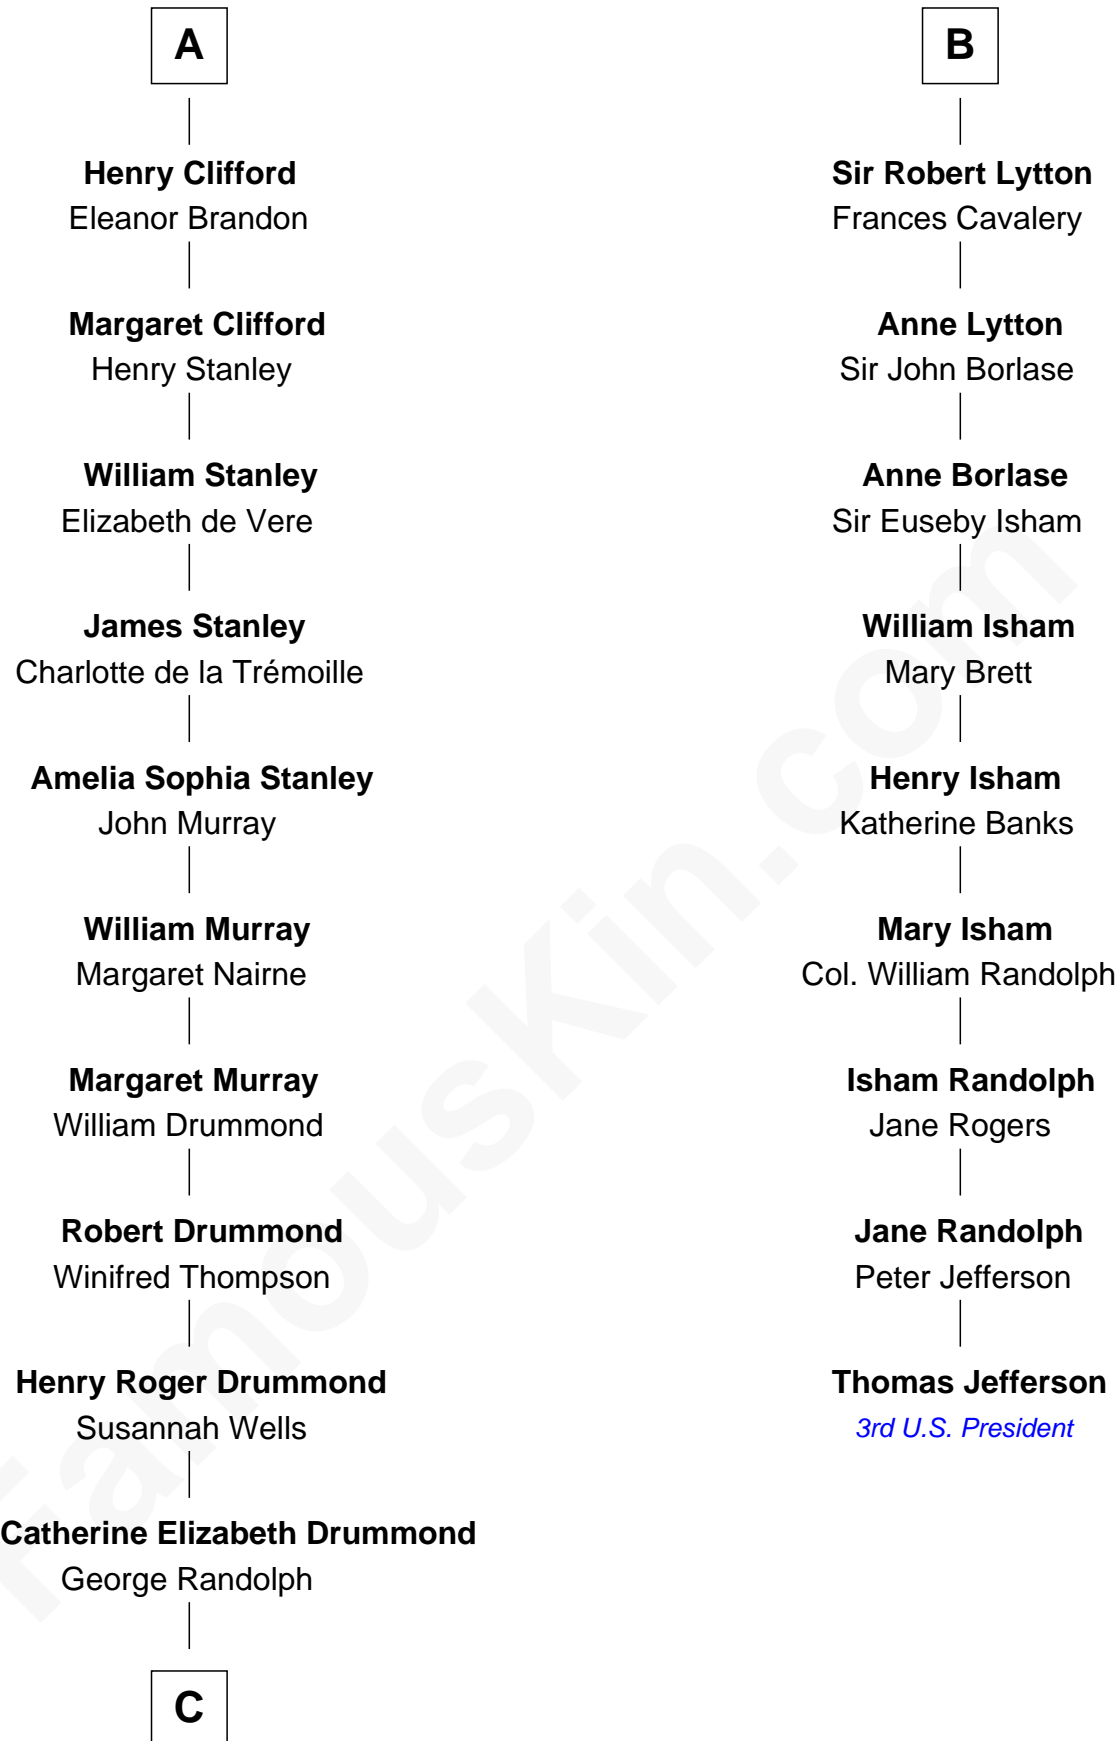 A
Henry Clifford
Eleanor Brandon
Margaret Clifford
Henry Stanley
William Stanley
Elizabeth de Vere
James Stanley
Charlotte de la Trémoille
Amelia Sophia Stanley
John Murray
William Murray
Margaret Nairne
Margaret Murray
William Drummond
Robert Drummond
Winifred Thompson
Henry Roger Drummond
Susannah Wells
Catherine Elizabeth Drummond
George Randolph
C
B
Sir Robert Lytton
Frances Cavalery
Anne Lytton
Sir John Borlase
Anne Borlase
Sir Euseby Isham
William Isham
Mary Brett
Henry Isham
Katherine Banks
Mary Isham
Col. William Randolph
Isham Randolph
Jane Rogers
Jane Randolph
Peter Jefferson
Thomas Jefferson
3rd U.S. President
FamousKin.com